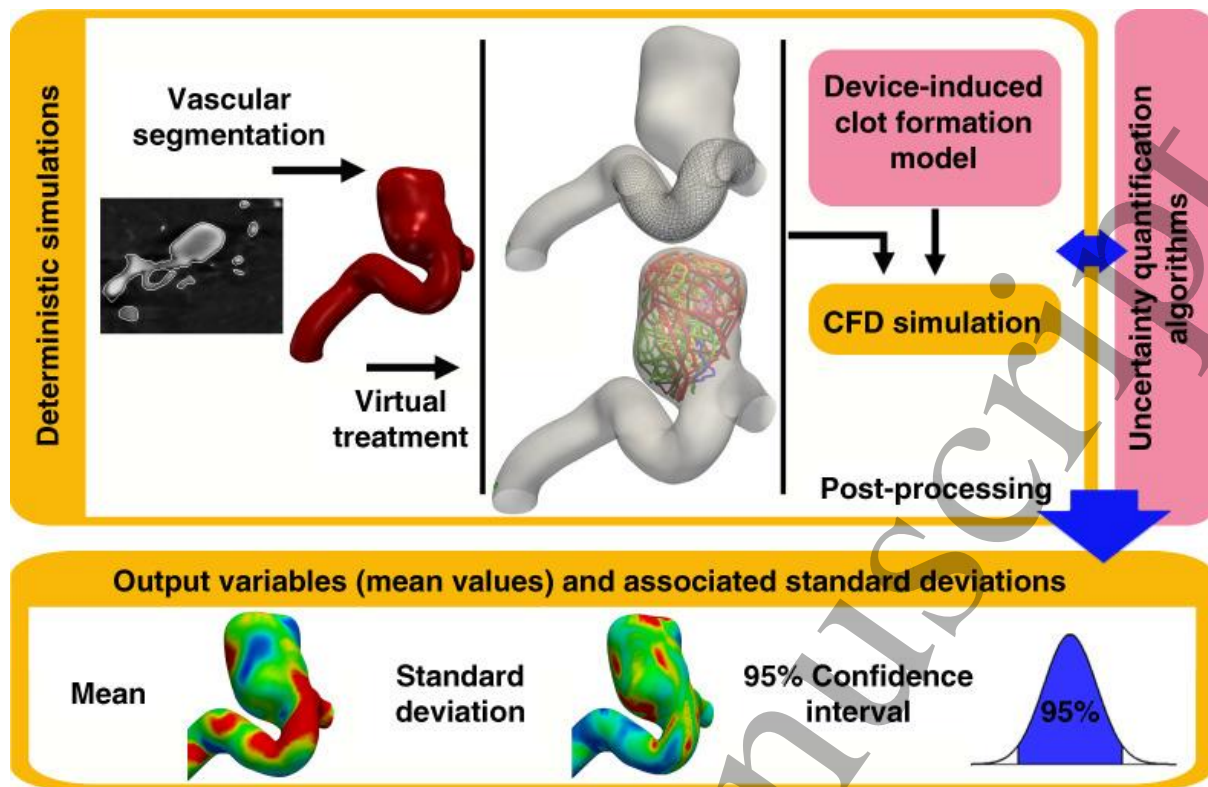 Deterministic simulations
Vascular
segmentation
Virtual
treatment
Device-induced
clot formation
model
CFD simulation
Post-processing
Uncertainty quantification
algorithms
Output variables (mean values) and associated standard deviations
Mean
Standard
deviation
95% Confidence
interval
95%
nuscript